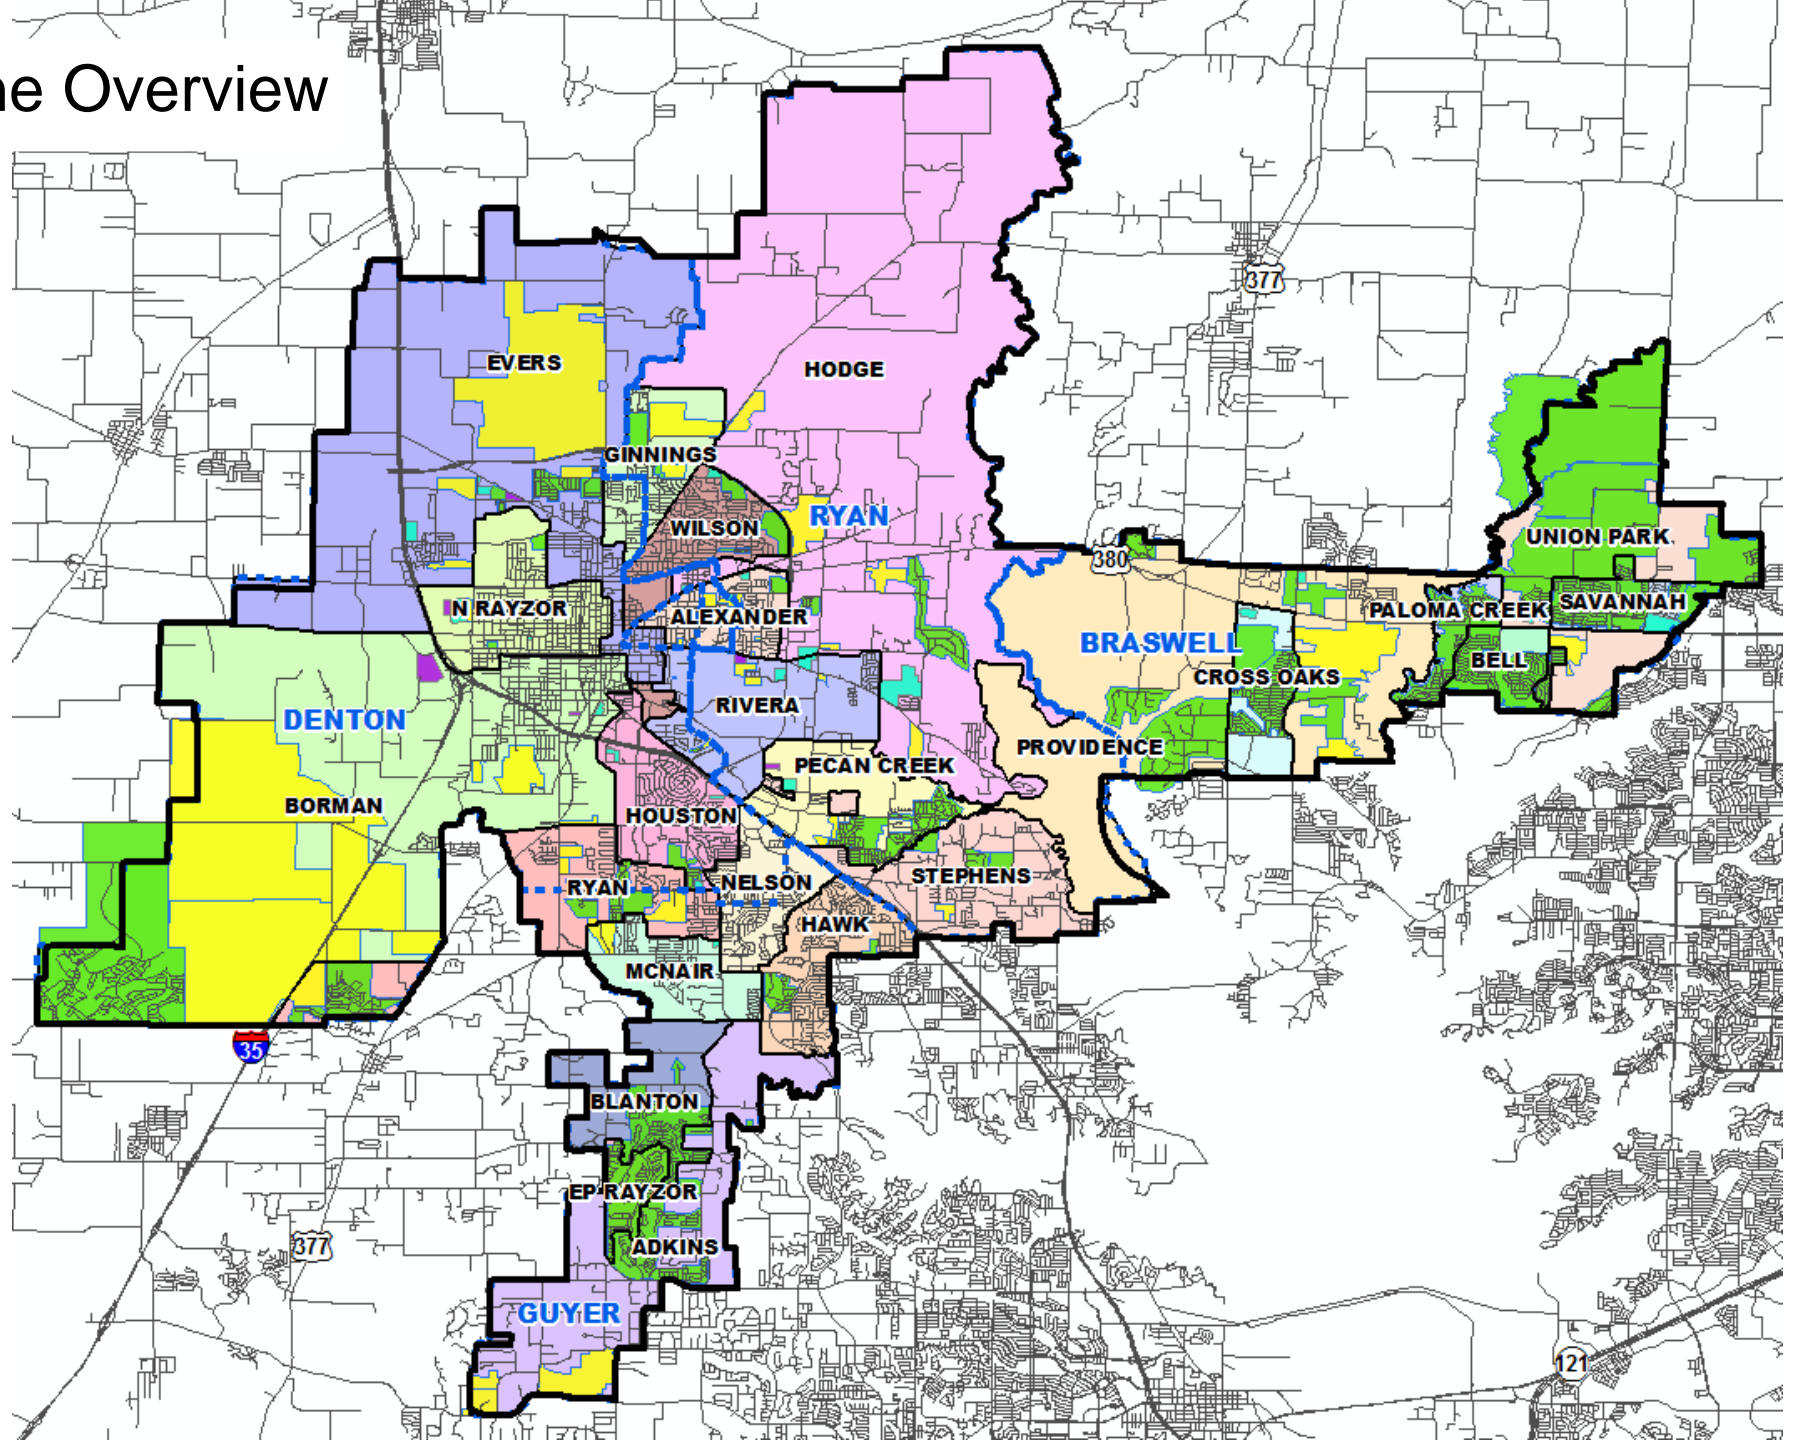 ne Overview
377
EVERS
HODGE
GINNINGS
RYAN
WILSON
UNION PARK
380
N RAYZOR
ALEXANDER
PALOMA CREEK
SAVANNAH
BRASWELL
BELL
CROSS OAKS
RIVERA
DENTON
PROVIDENCE
PECAN CREEK
BORMAN
HOUSTON
STEPHENS
NELSON
RYAN
HAWK
MCNAIR
35
BLANTON
EP RAYZOR
377
ADKINS
GUYER
121